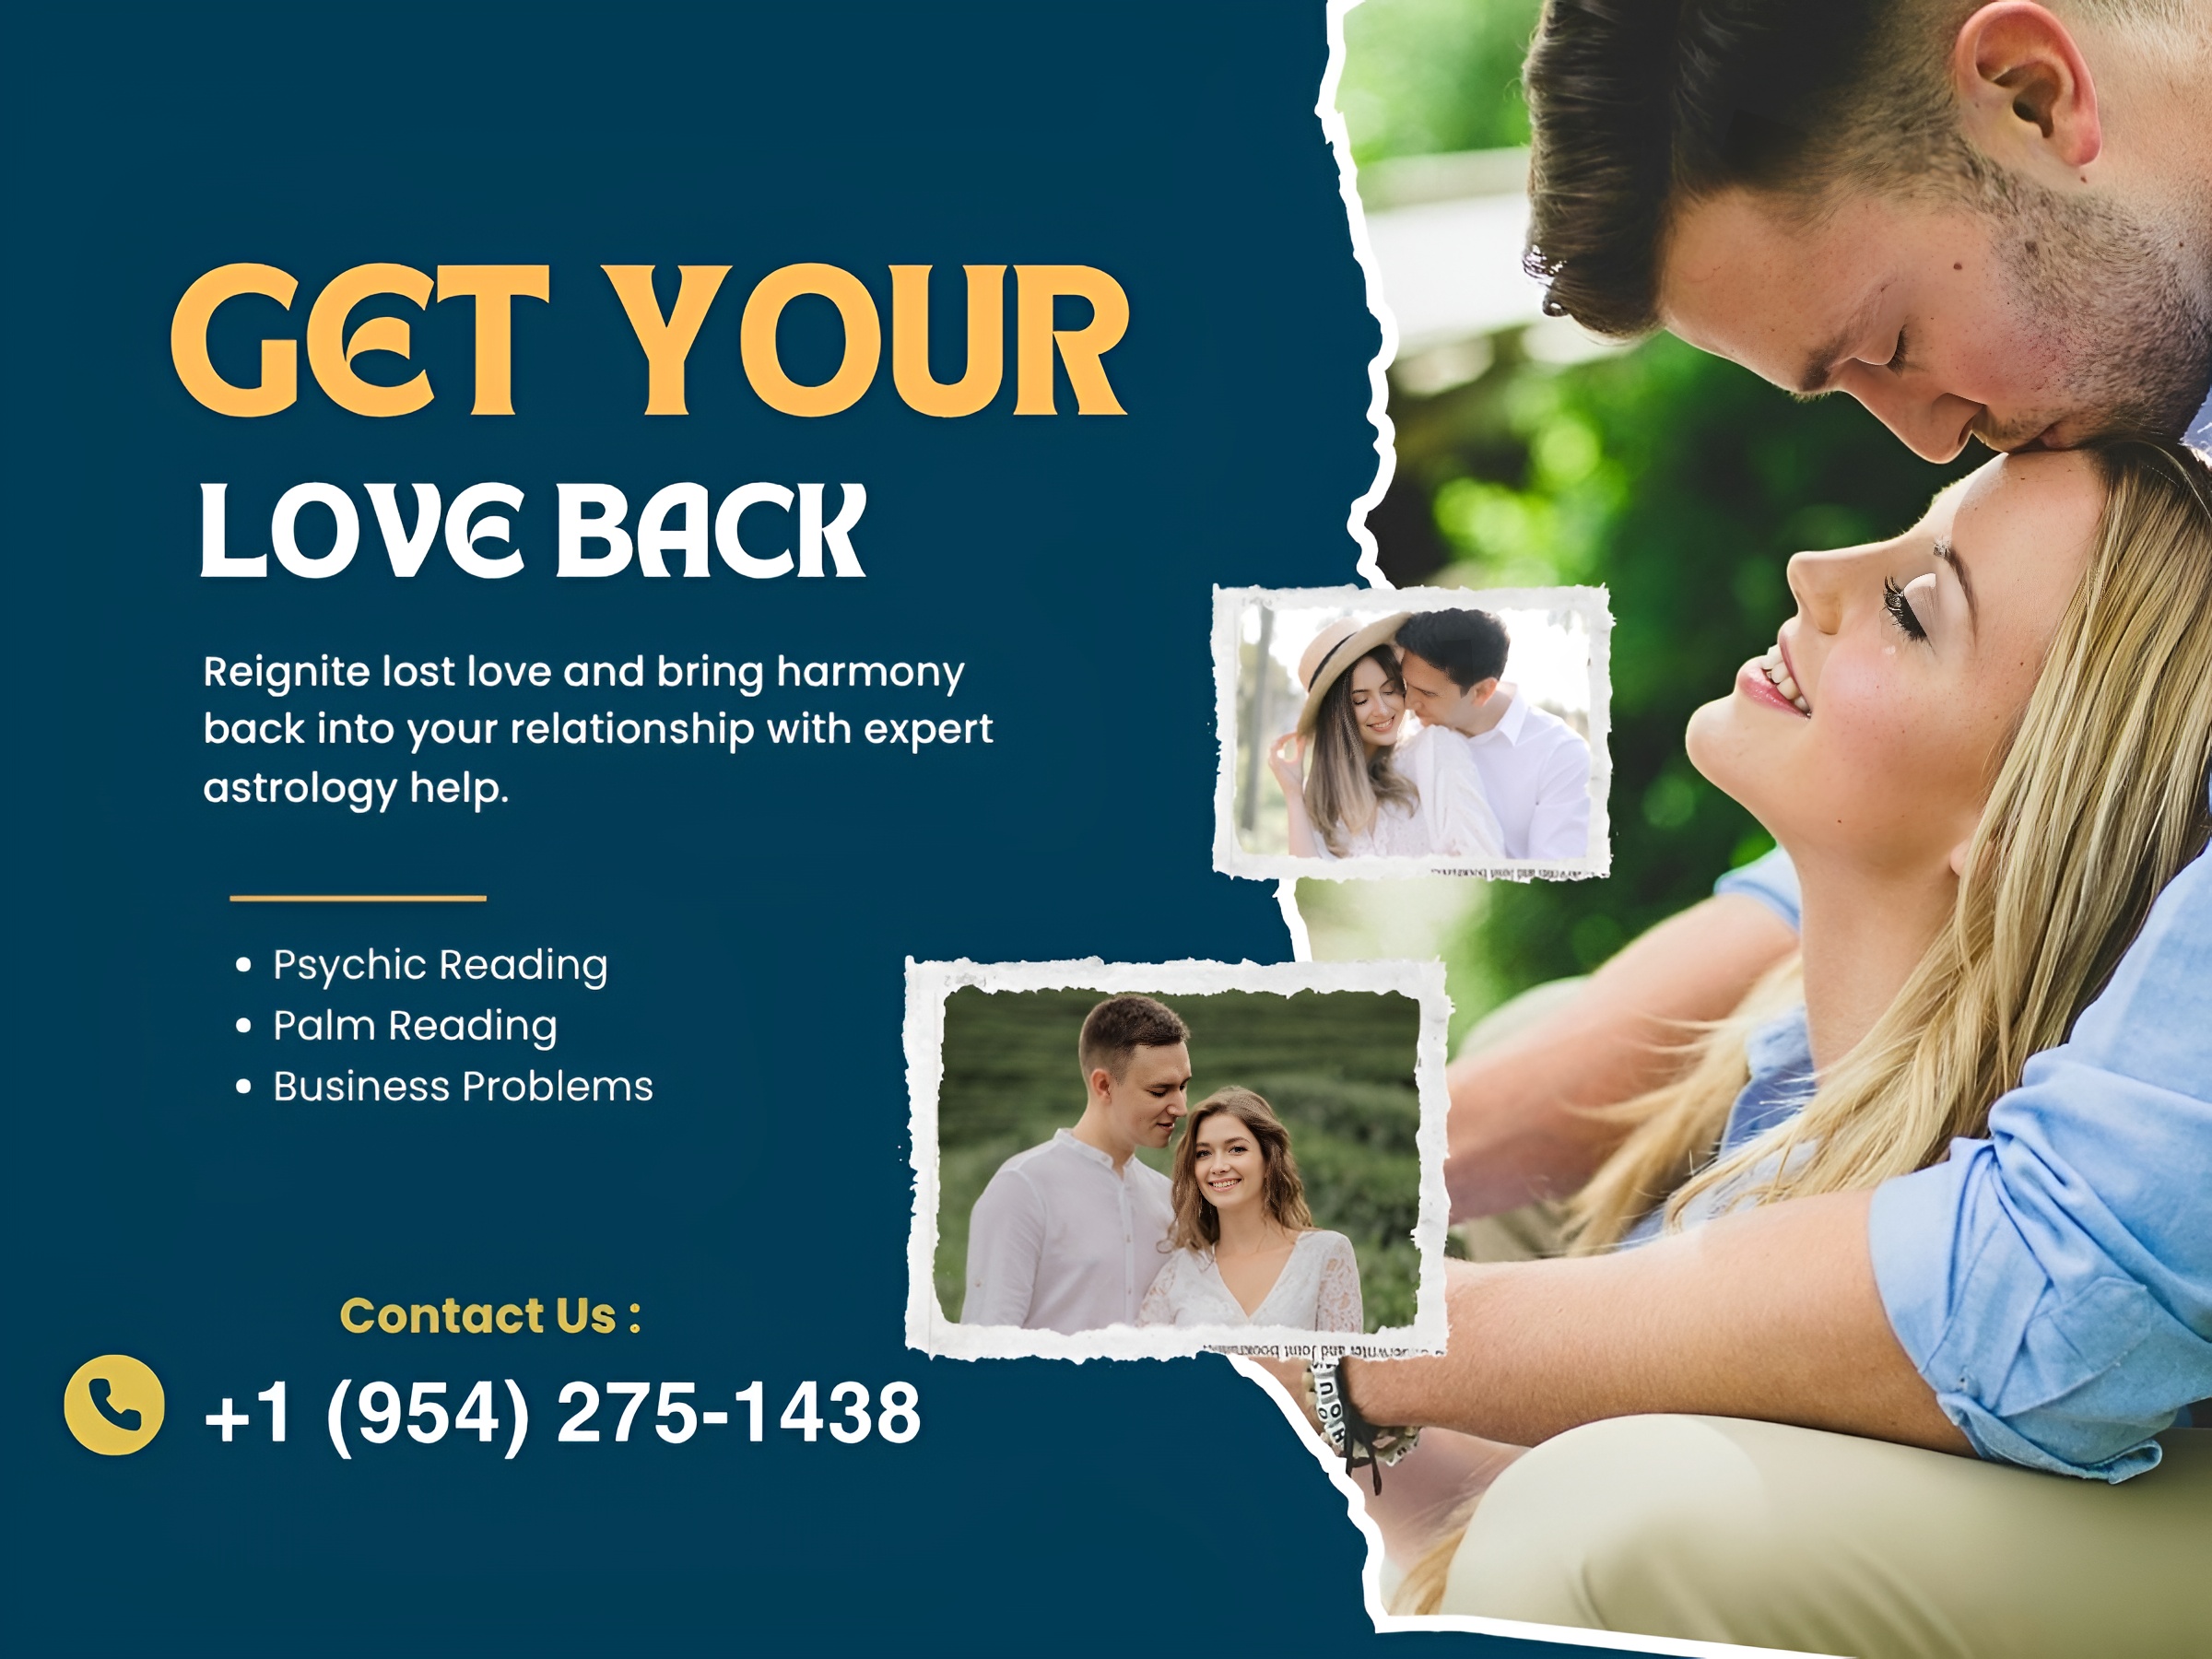 GET YOUR
LOVE BACK
Reignite lost love and bring harmony
back into your relationship with expert
astrology help.
• Psychic Reading
• Palm Reading
• Business Problems
Contact Us :
+1 (954) 275-1438